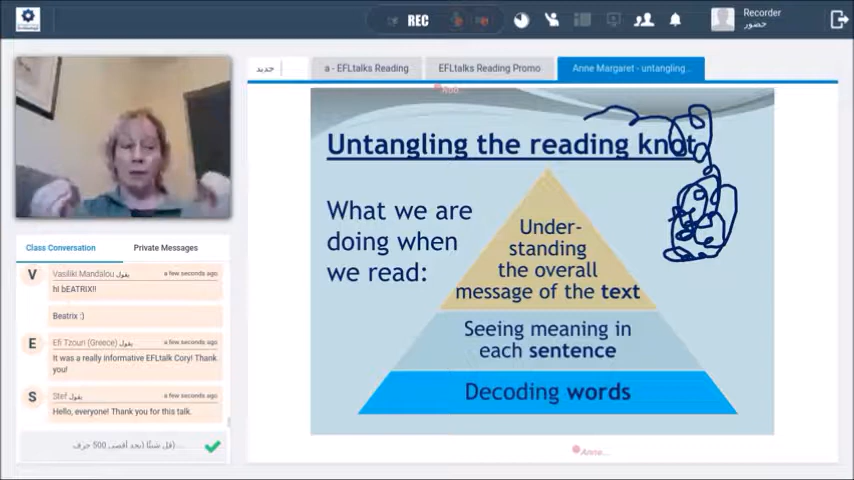 REC
Recorder
حضور
جديد
a - EFLtalks Reading
EFLtalks Reading Promo
Anne Margaret - untangling...
Untangling the reading knot
What we are
doing when
we read:
Under-
standing
the overall
message of the text
Seeing meaning in
each sentence
Decoding words
Anne...
Class Conversation
Private Messages
V
Vasiliki Mandalou يقول
a few seconds ago
hI bEATRIX!!
Beatrix :)
E
Efi Tzouri (Greece) يقول
a few seconds ago
It was a really informative EFLtalk Cory! Thank
you!
S
Stef يقول
a few seconds ago
Hello, everyone! Thank you for this talk.